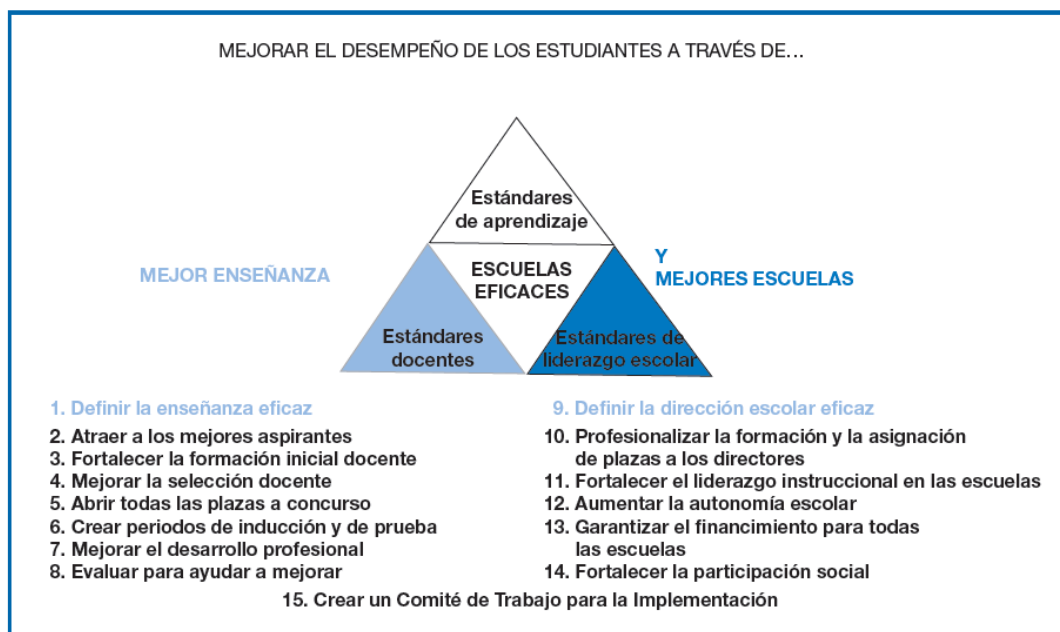 MEJORAR EL DESEMPEÑO DE LOS ESTUDIANTES A TRAVÉS DE...
Estándares
de aprendizaje
MEJOR ENSEÑANZA
ESCUELAS
EFICACES
Y
MEJORES ESCUELAS
Estándares
docentes
Estándares de
liderazgo escolar
1. Definir la enseñanza eficaz
2. Atraer a los mejores aspirantes
3. Fortalecer la formación inicial docente
4. Mejorar la selección docente
5. Abrir todas las plazas a concurso
6. Crear periodos de inducción y de prueba
7. Mejorar el desarrollo profesional
8. Evaluar para ayudar a mejorar
9. Definir la dirección escolar eficaz
10. Profesionalizar la formación y la asignación
de plazas a los directores
11. Fortalecer el liderazgo instruccional en las escuelas
12. Aumentar la autonomía escolar
13. Garantizar el financimiento para todas
las escuelas
14. Fortalecer la participación social
15. Crear un Comité de Trabajo para la Implementación